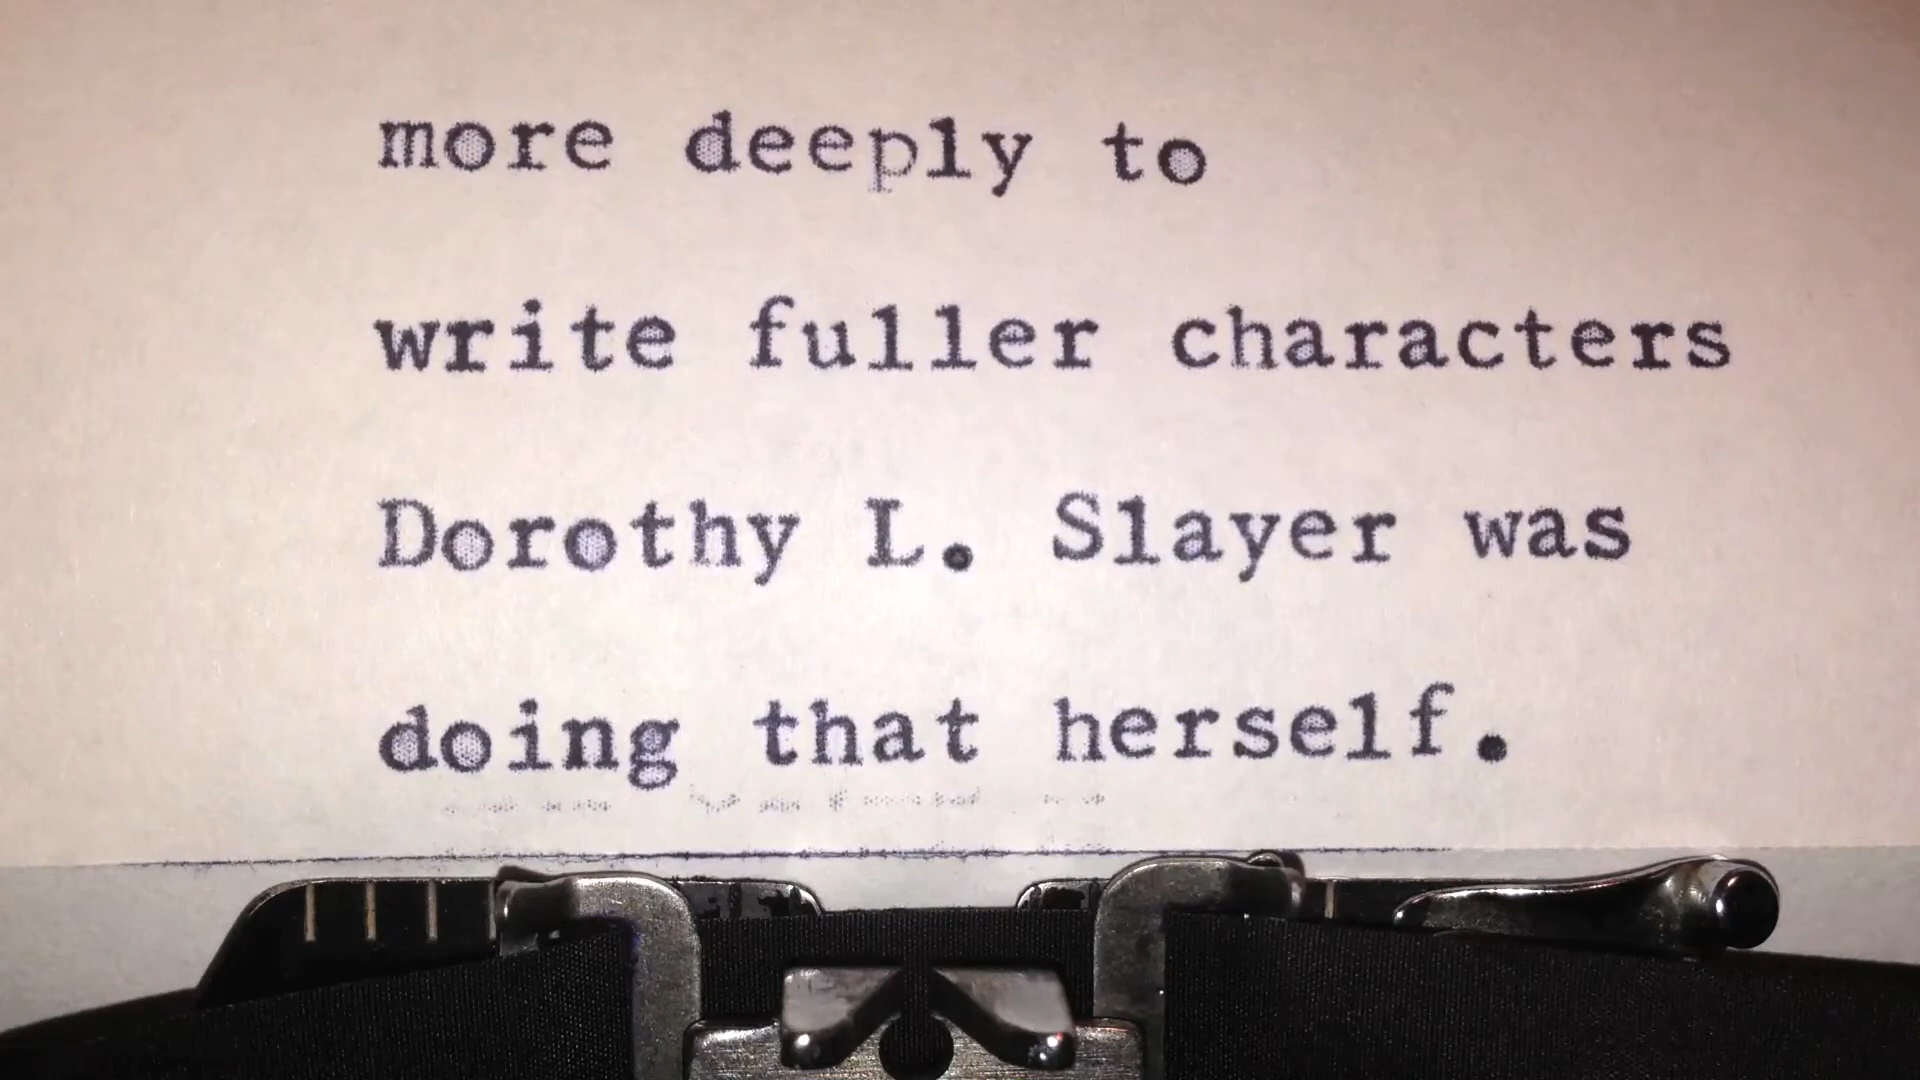 more deeply to
write fuller characters
Dorothy L. Slayer was
doing that herself.